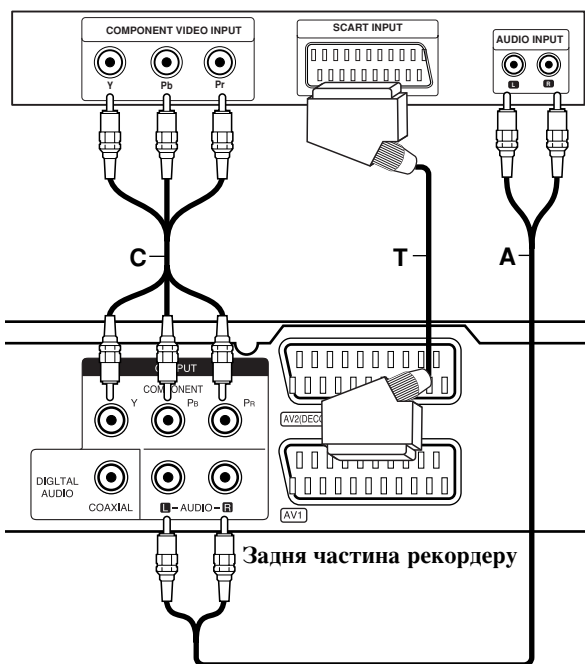 COMPONENT VIDEO INPUT
SCART INPUT
AUDIO INPUT
Y Pb Pr
L R
C T A
COMPONENT
Y PB PR
AV2(DECO
DIGLTAL
AUDIO
COAXIAL
L - AUDIO - R
AV1
Задня частина рекордеру